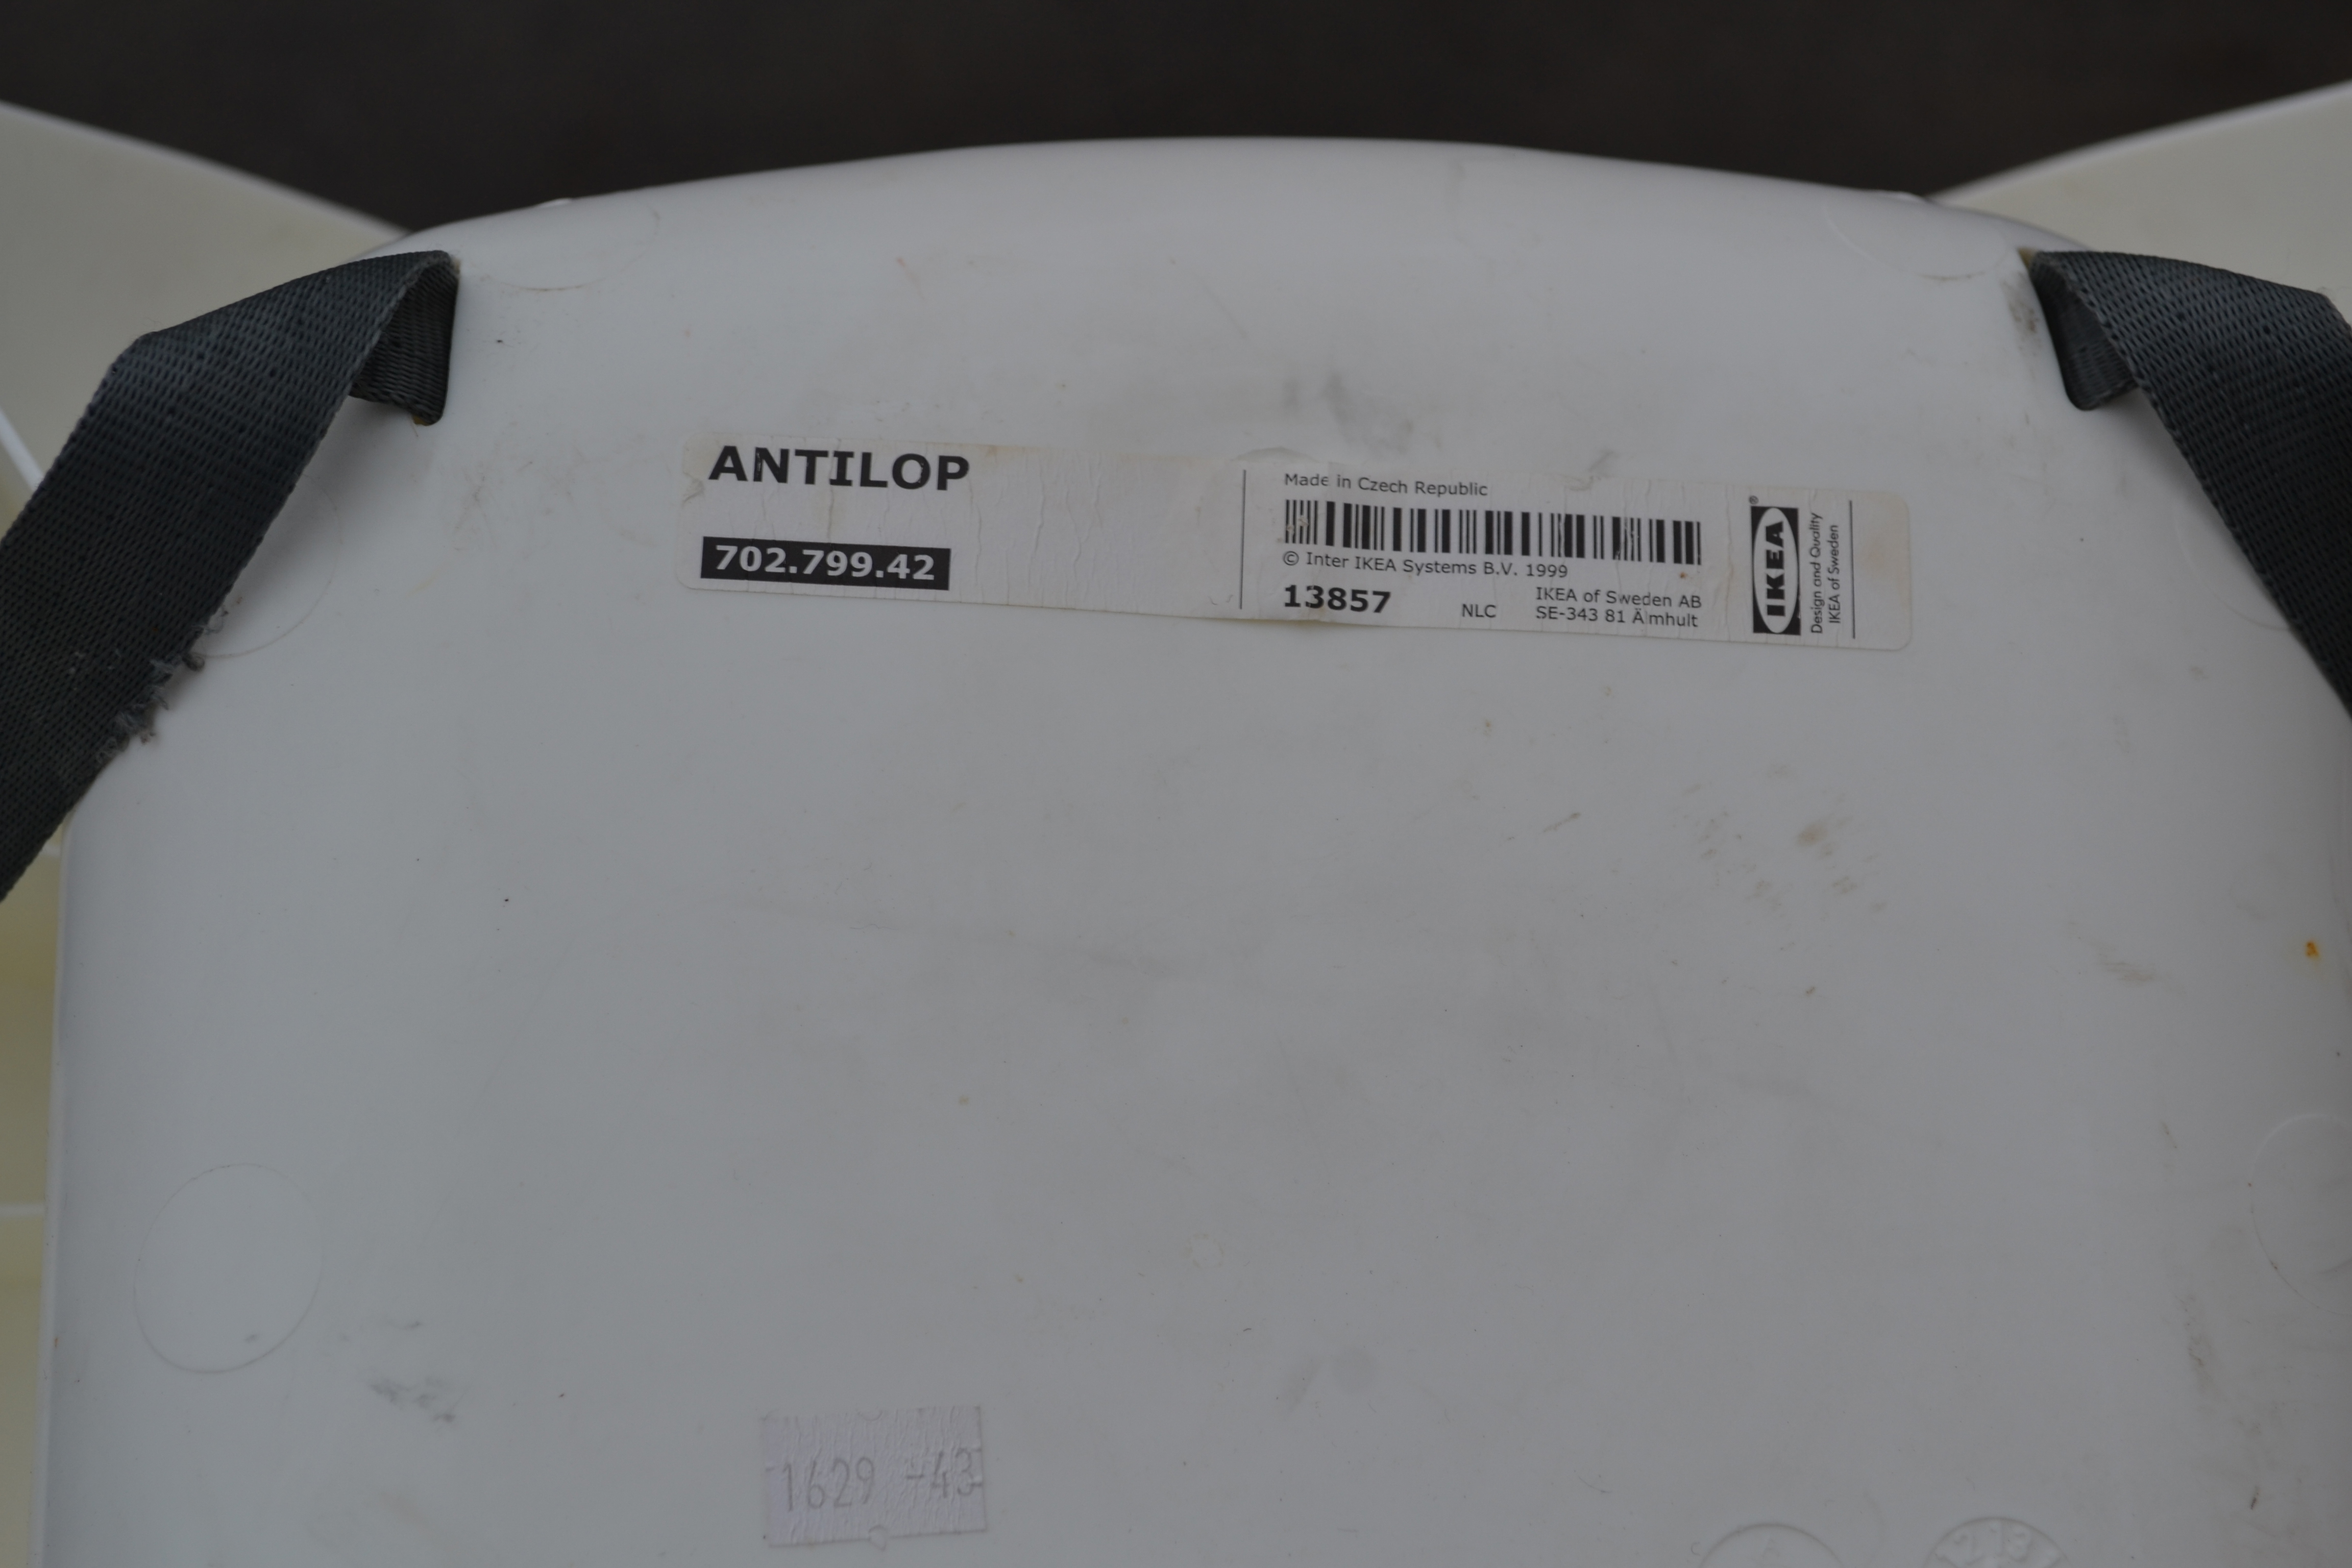 ANTILOP
702.799.42
Made in Czech Republic
© Inter IKEA Systems B.V. 1999
13857
NLC
IKEA of Sweden AB
SE-343 81 Älmhult
®
IKEA
Design and Quality
IKEA of Sweden
1629 -43